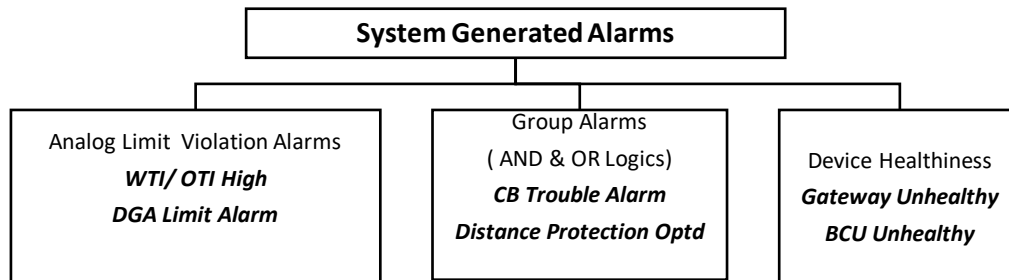 System Generated Alarms
Analog Limit Violation Alarms
WTI/ OTI High
DGA Limit Alarm
Group Alarms
( AND & OR Logics)
CB Trouble Alarm
Distance Protection Optd
Device Healthiness
Gateway Unhealthy
BCU Unhealthy